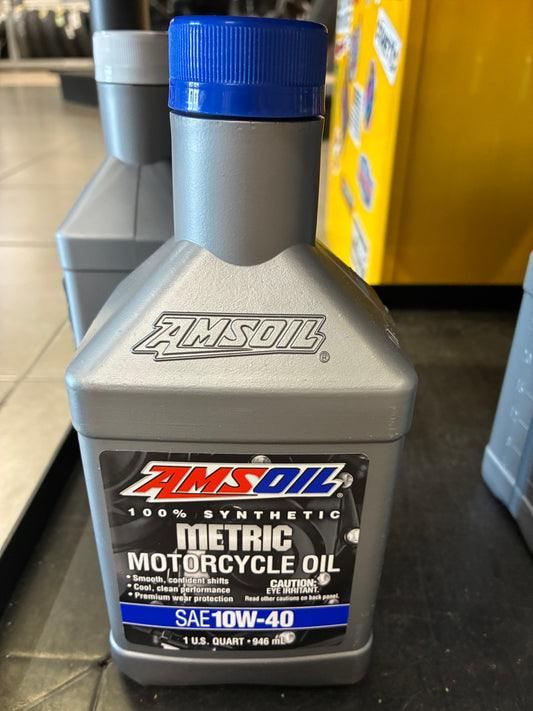 AMSOIL®
AMSOIL®
100% SYNTHETIC
METRIC
MOTORCYCLE OIL
• Smooth, confident shifts
• Cool, clean performance
• Premium wear protection
CAUTION:
EYE IRRITANT.
Read other cautions on back panel.
SAE 10W-40
1 U.S. QUART • 946 mL